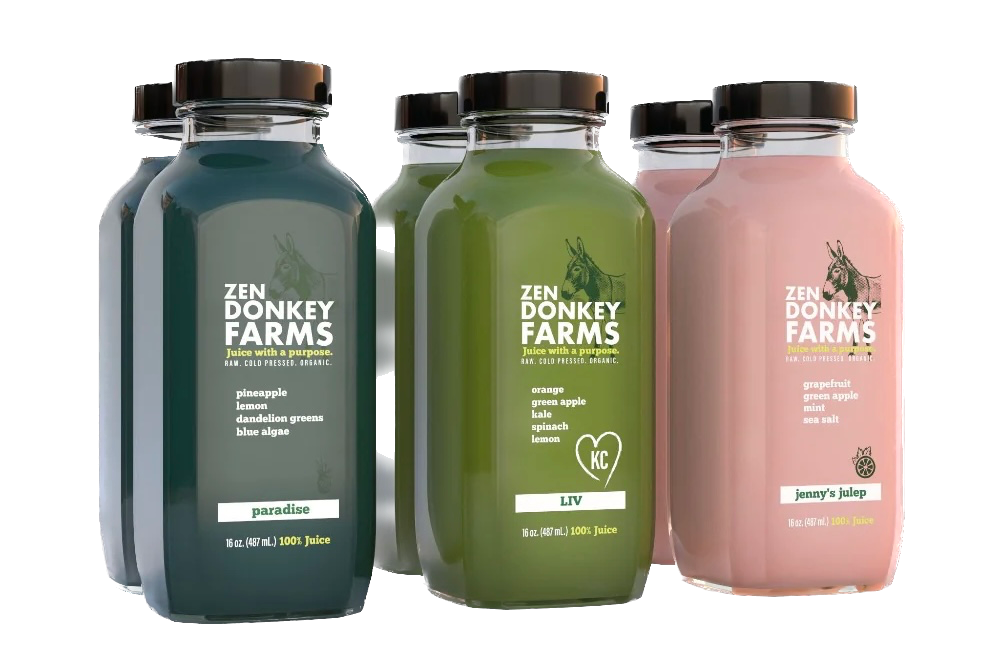 ZEN
DONKEY
FARMS
Juice with a purpose.
RAW. COLD PRESSED. ORGANIC.
pineapple
lemon
dandelion greens
blue algae
paradise
16 oz. (487 mL.) 100% Juice
ZEN
DONKEY
FARMS
Juice with a purpose.
RAW. COLD PRESSED. ORGANIC.
orange
green apple
kale
spinach
lemon
KC
LIV
16 oz. (487 mL.) 100% Juice
ZEN
DONKEY
FARMS
Juice with a purpose.
RAW. COLD PRESSED. ORGANIC.
grapefruit
green apple
mint
sea salt
jenny's julep
16 oz. (487 mL.) 100% Juice